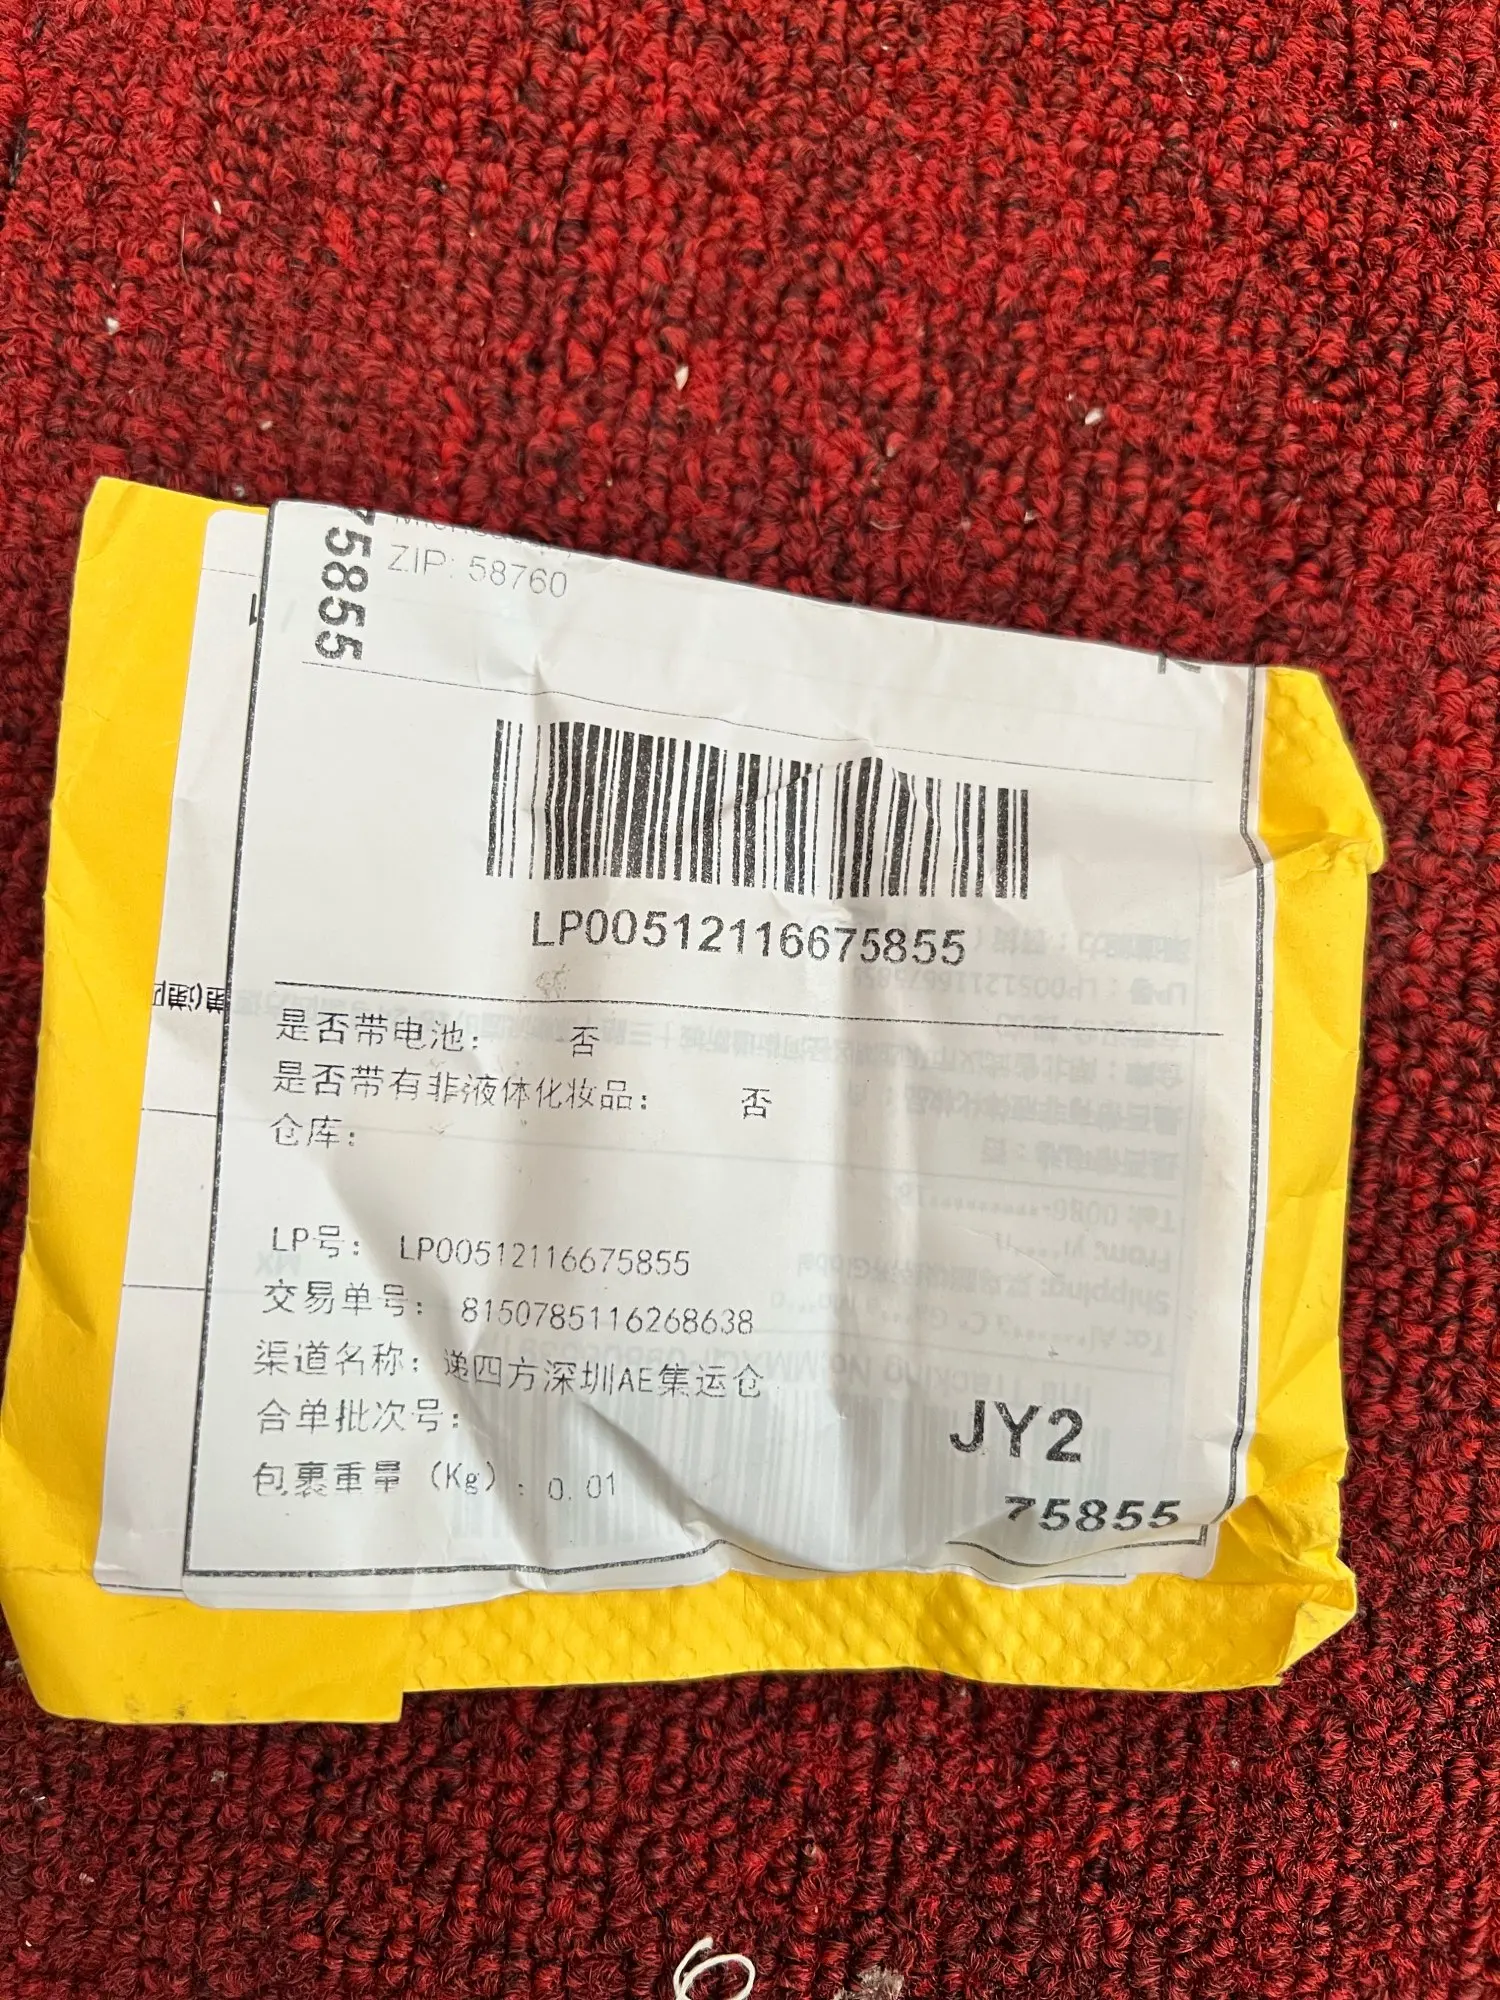 75855
ZIP: 58760
LP00512116675855
是否带电池： 否
是否带有非液体化妆品： 否
仓库：
LP号： LP00512116675855
交易单号： 8150785116268638
渠道名称： 递四方深圳AE集运仓
合单批次号：
包裹重量（Kg）：0.01
JY2
75855